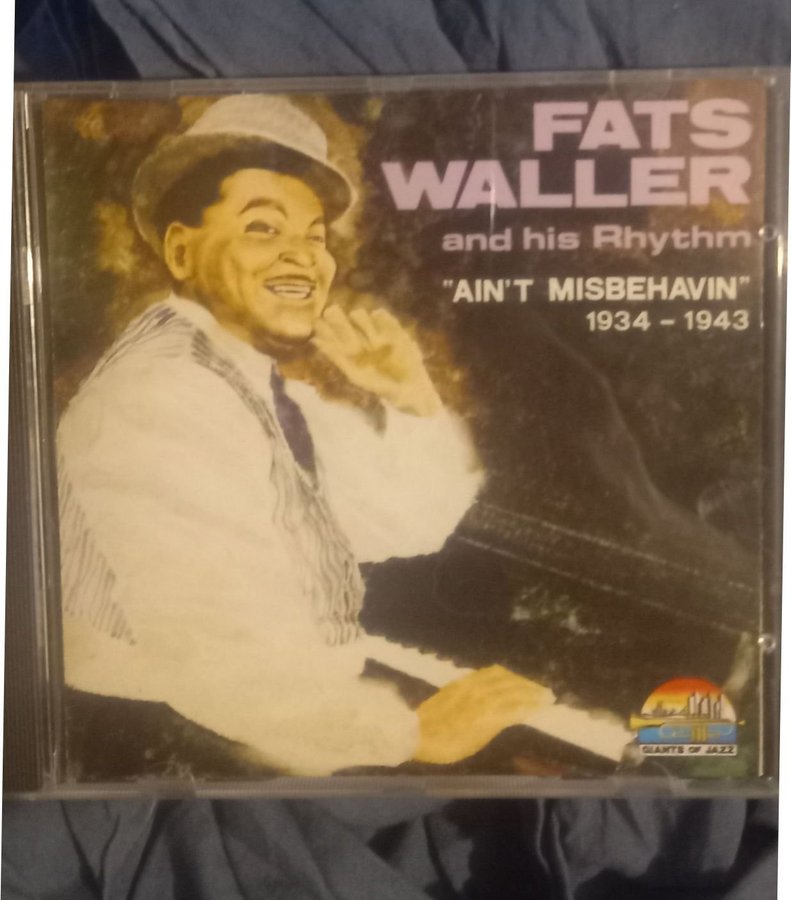 FATS
WALLER
and his Rhythm
"AIN'T MISBEHAVIN"
1934 – 1943
GIANTS OF JAZZ